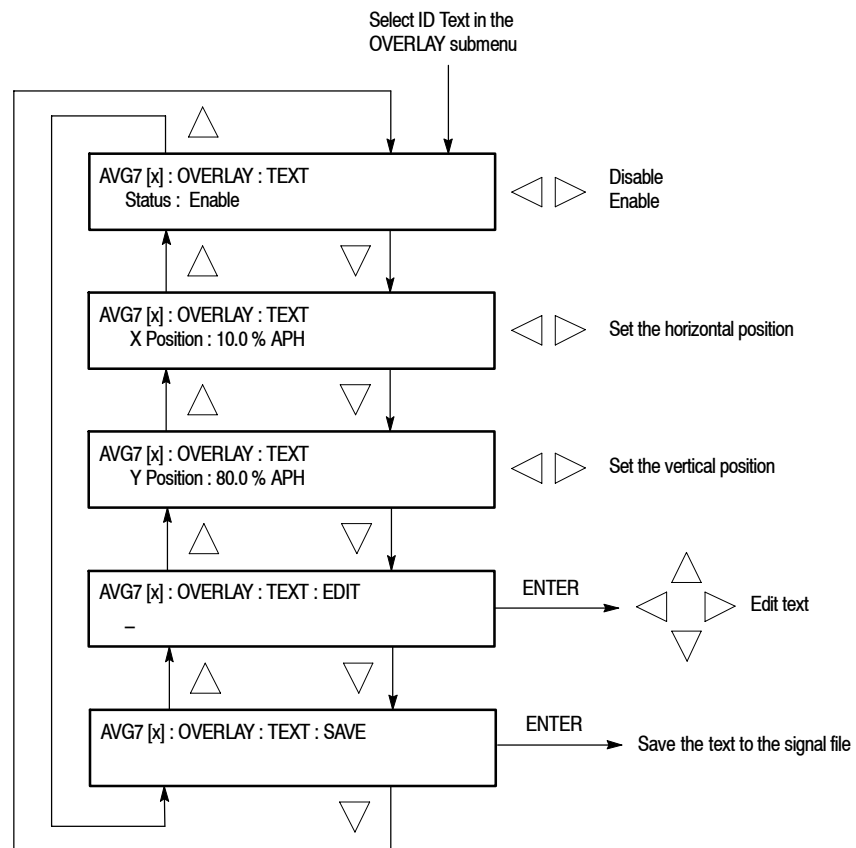 Select ID Text in the
OVERLAY submenu
AVG7 [x] : OVERLAY : TEXT
Status : Enable
Disable
Enable
AVG7 [x] : OVERLAY : TEXT
X Position : 10.0 % APH
Set the horizontal position
AVG7 [x] : OVERLAY : TEXT
Y Position : 80.0 % APH
Set the vertical position
AVG7 [x] : OVERLAY : TEXT : EDIT
_
ENTER
Edit text
AVG7 [x] : OVERLAY : TEXT : SAVE
ENTER
Save the text to the signal file